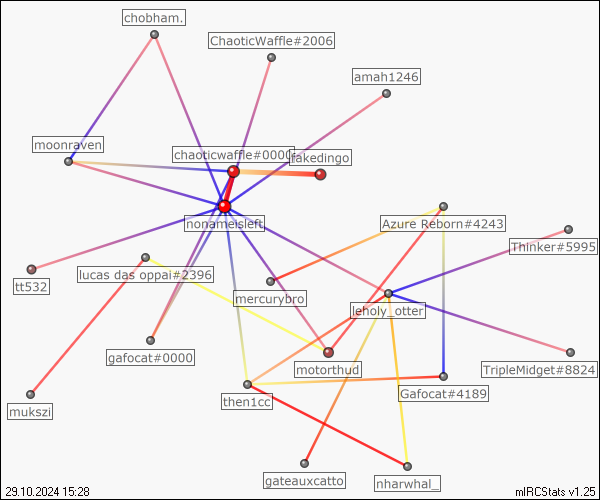 chobham.
ChaoticWaffle#2006
amah1246
moonraven
chaoticwaffle#0000
fakedingo
nonameisleft
Azure Reborn#4243
Thinker#5995
tt532
lucas das oppai#2396
mercurybro
leholy_otter
gafocat#0000
motorthud
TripleMidget#8824
then1cc
Gafocat#4189
mukszi
gateauxcatto
nharwhal_
29.10.2024 15:28
mIRCStats v1.25